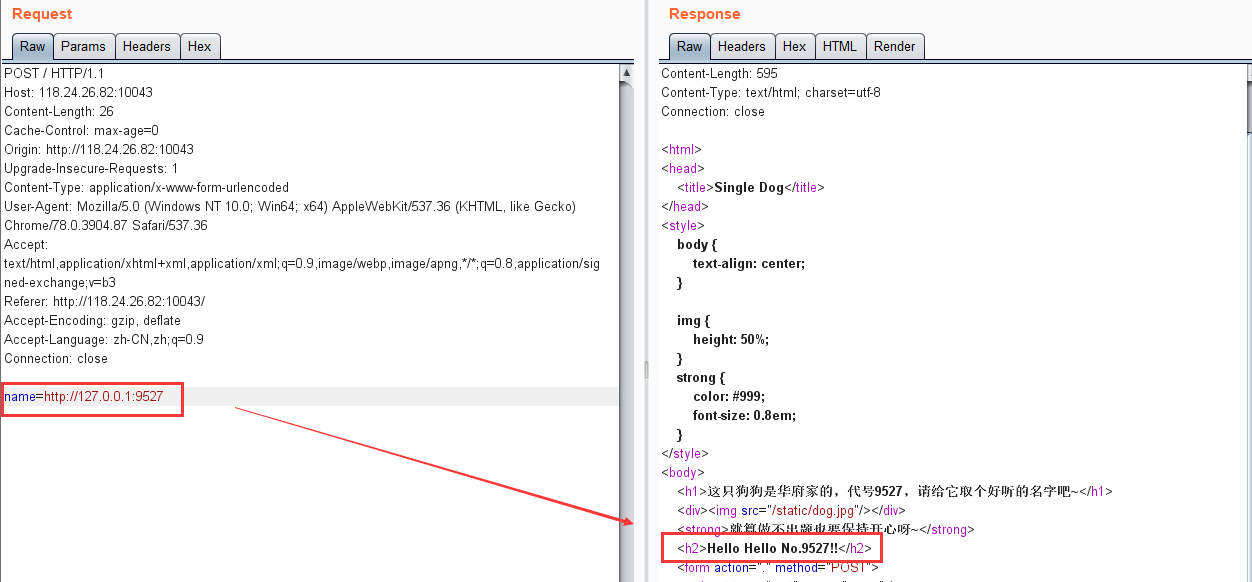 Request
Raw Params Headers Hex
POST / HTTP/1.1
Host: 118.24.26.82:10043
Content-Length: 26
Cache-Control: max-age=0
Origin: http://118.24.26.82:10043
Upgrade-Insecure-Requests: 1
Content-Type: application/x-www-form-urlencoded
User-Agent: Mozilla/5.0 (Windows NT 10.0; Win64; x64) AppleWebKit/537.36 (KHTML, like Gecko)
Chrome/78.0.3904.87 Safari/537.36
Accept:
text/html,application/xhtml+xml,application/xml;q=0.9,image/webp,image/apng,*/*;q=0.8,application/sig
ned-exchange;v=b3
Referer: http://118.24.26.82:10043/
Accept-Encoding: gzip, deflate
Accept-Language: zh-CN,zh;q=0.9
Connection: close
name=http://127.0.0.1:9527
Response
Raw Headers Hex HTML Render
Content-Length: 595
Content-Type: text/html; charset=utf-8
Connection: close
<html>
<head>
<title>Single Dog</title>
</head>
<style>
body {
text-align: center;
}
img {
height: 50%;
}
strong {
color: #999;
font-size: 0.8em;
}
</style>
<body>
<h1>这只狗狗是华府家的，代号9527，请给它取个好听的名字吧~</h1>
<div><img src="/static/dog.jpg"/></div>
<strong>就算做不出题也要保持开心呀~</strong>
<h2>Hello Hello No.9527!!</h2>
<form action="." method="POST">